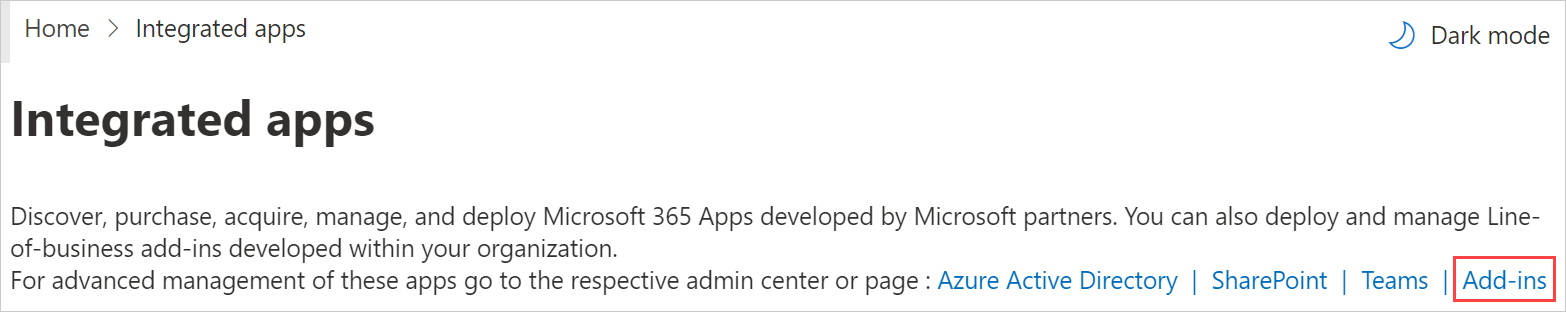 Home > Integrated apps
Dark mode
Integrated apps
Discover, purchase, acquire, manage, and deploy Microsoft 365 Apps developed by Microsoft partners. You can also deploy and manage Line-
of-business add-ins developed within your organization.
For advanced management of these apps go to the respective admin center or page : Azure Active Directory | SharePoint | Teams | Add-ins